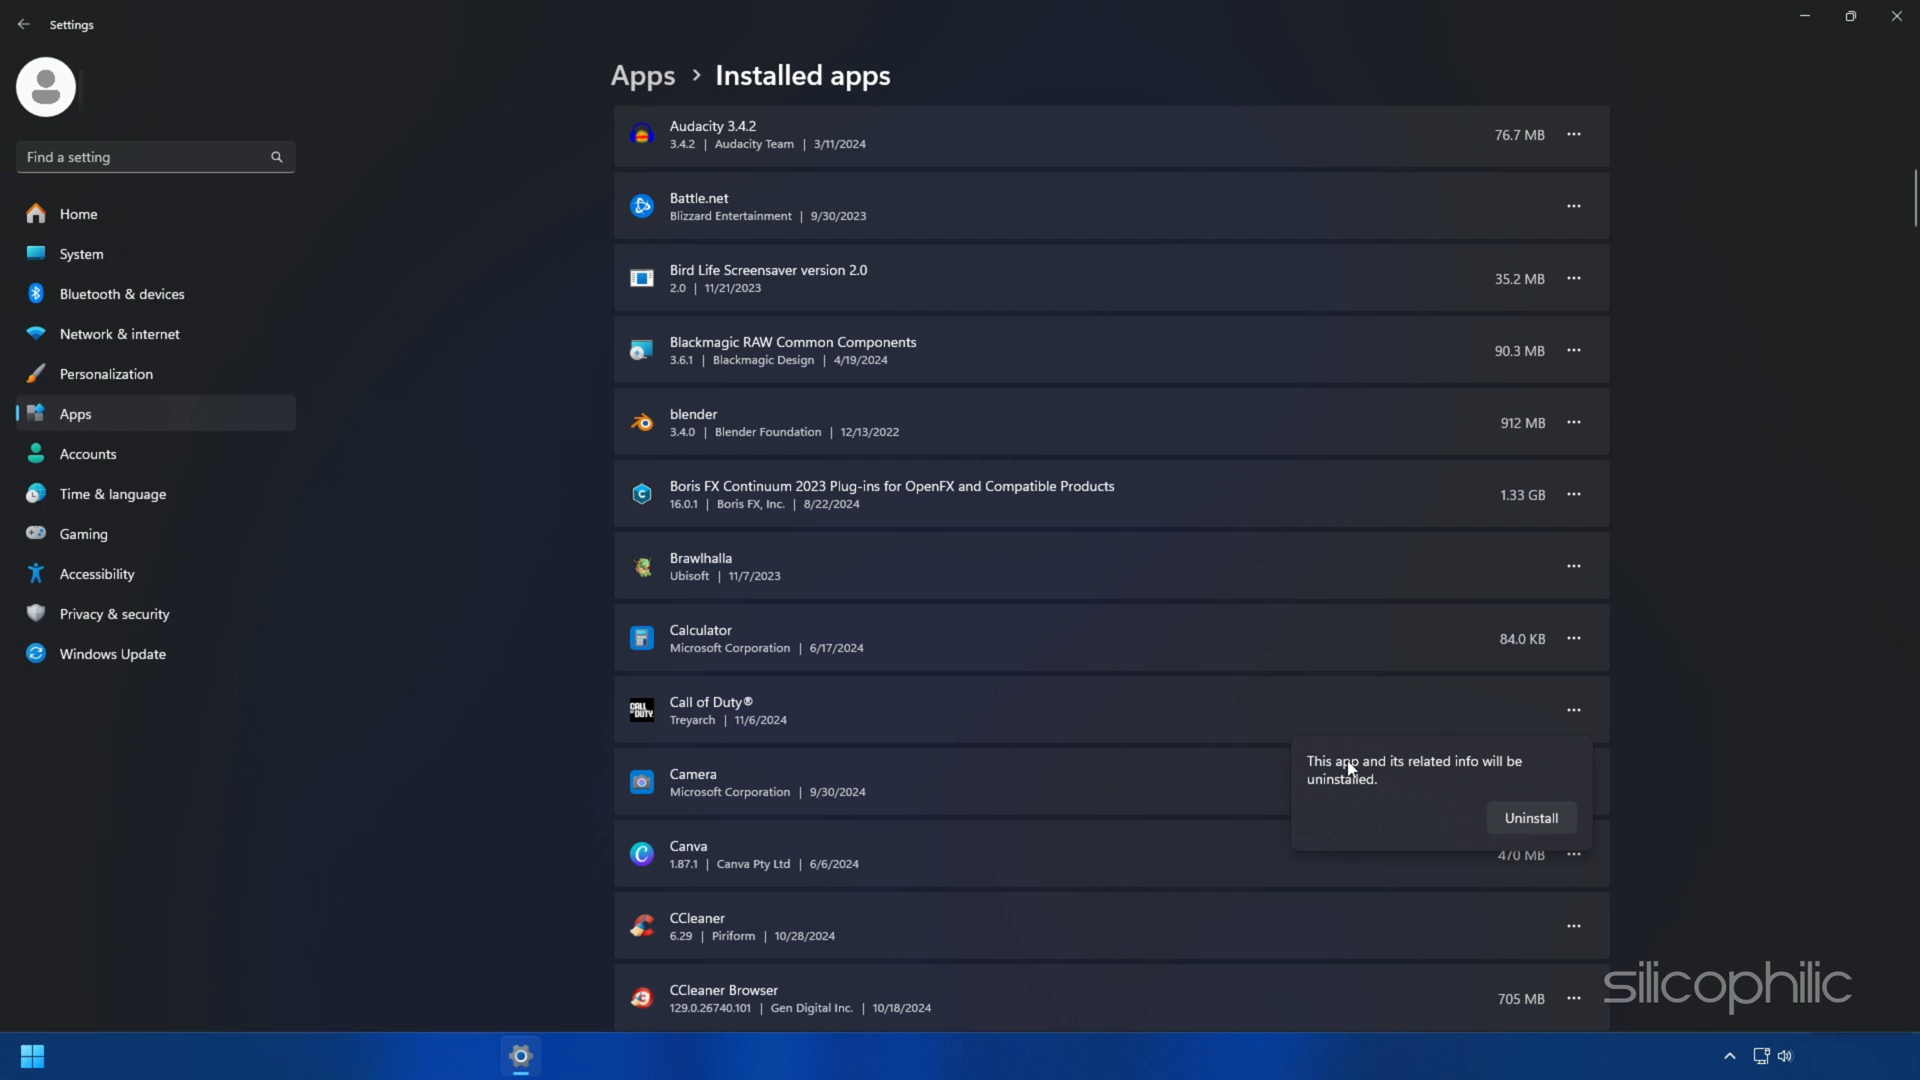 Settings
Find a setting
Home
System
Bluetooth & devices
Network & internet
Personalization
Apps
Accounts
Time & language
Gaming
Accessibility
Privacy & security
Windows Update
Apps > Installed apps
Audacity 3.4.2
3.4.2 | Audacity Team | 3/11/2024
76.7 MB
Battle.net
Blizzard Entertainment | 9/30/2023
Bird Life Screensaver version 2.0
2.0 | 11/21/2023
35.2 MB
Blackmagic RAW Common Components
3.6.1 | Blackmagic Design | 4/19/2024
90.3 MB
blender
3.4.0 | Blender Foundation | 12/13/2022
912 MB
Boris FX Continuum 2023 Plug-ins for OpenFX and Compatible Products
16.0.1 | Boris FX, Inc. | 8/22/2024
1.33 GB
Brawlhalla
Ubisoft | 11/7/2023
Calculator
Microsoft Corporation | 6/17/2024
84.0 KB
CALL OF DUTY
Call of Duty®
Treyarch | 11/6/2024
This app and its related info will be
uninstalled.
Uninstall
Camera
Microsoft Corporation | 9/30/2024
Canva
1.87.1 | Canva Pty Ltd | 6/6/2024
470 MB
CCleaner
6.29 | Piriform | 10/28/2024
CCleaner Browser
129.0.26740.101 | Gen Digital Inc. | 10/18/2024
705 MB
silicophilic